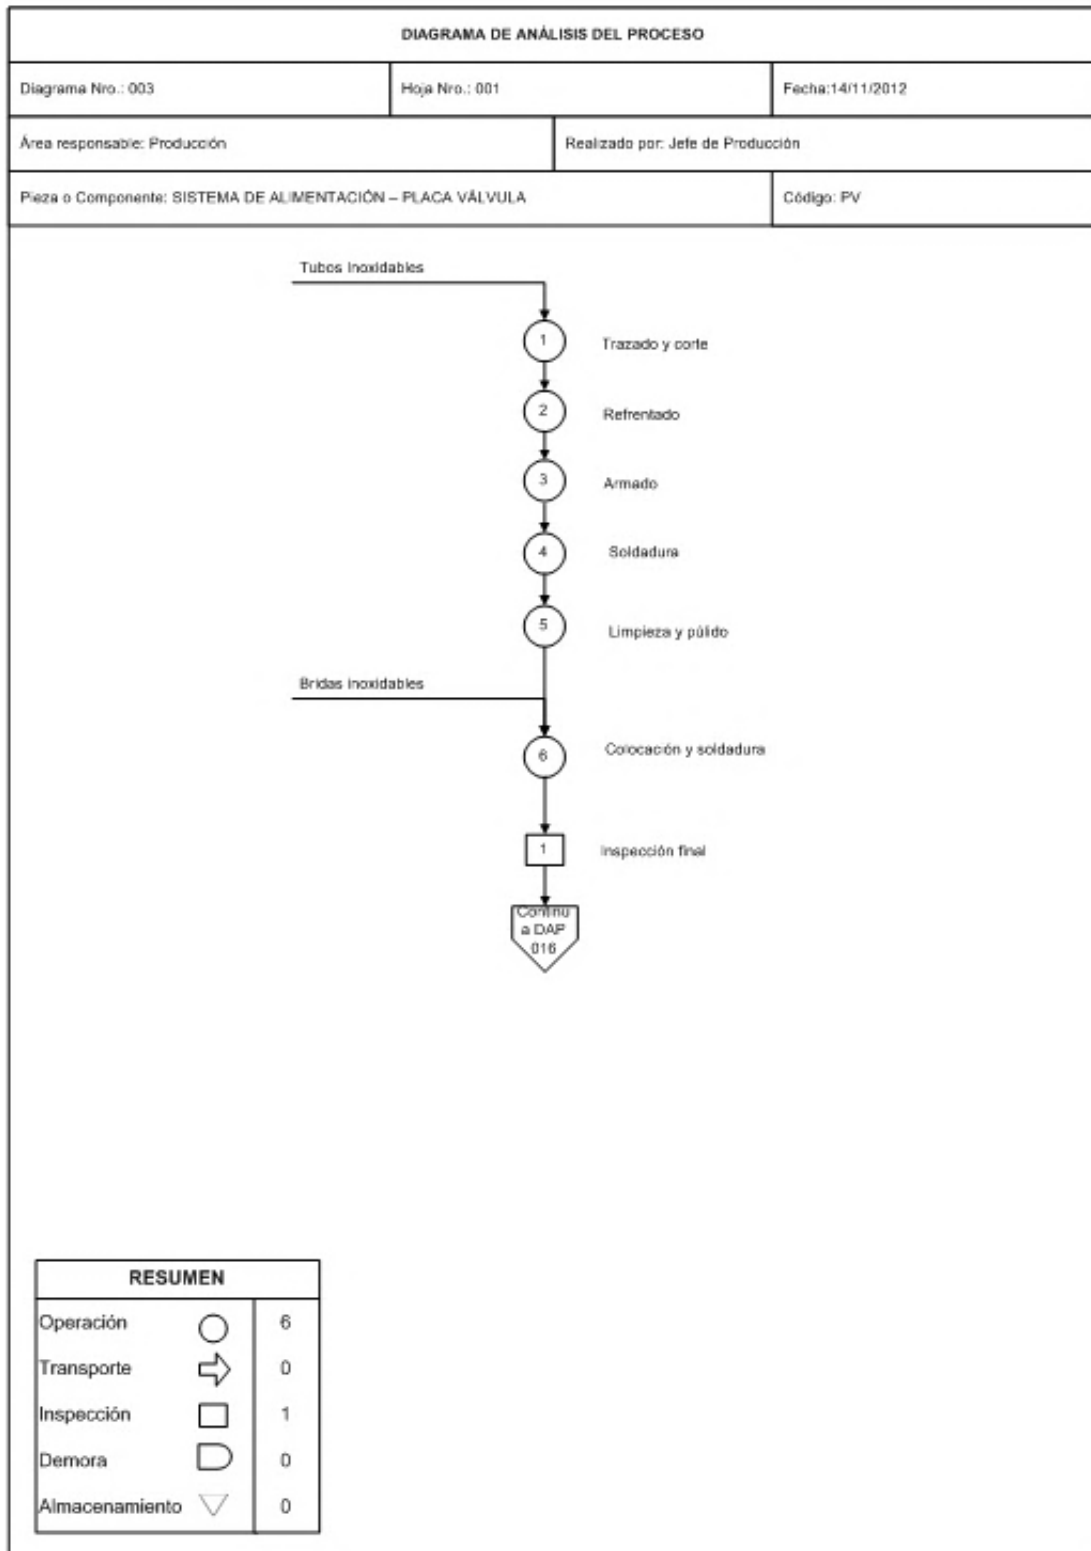 DIAGRAMA DE ANÁLISIS DEL PROCESO
Diagrama Nro.: 003
Hoja Nro.: 001
Fecha:14/11/2012
Área responsable: Producción
Realizado por: Jefe de Producción
Pieza o Componente: SISTEMA DE ALIMENTACIÓN – PLACA VÁLVULA
Código: PV
Tubos Inoxidables
1 Trazado y corte
2 Refrentado
3 Armado
4 Soldadura
5 Limpieza y púlido
Bridas inoxidables
6 Colocación y soldadura
1 Inspección final
Continú
a DAP
016
RESUMEN
Operación 6
Transporte 0
Inspección 1
Demora 0
Almacenamiento 0